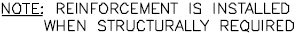 NOTE: REINFORCEMENT IS INSTALLED
WHEN STRUCTURALLY REQUIRED